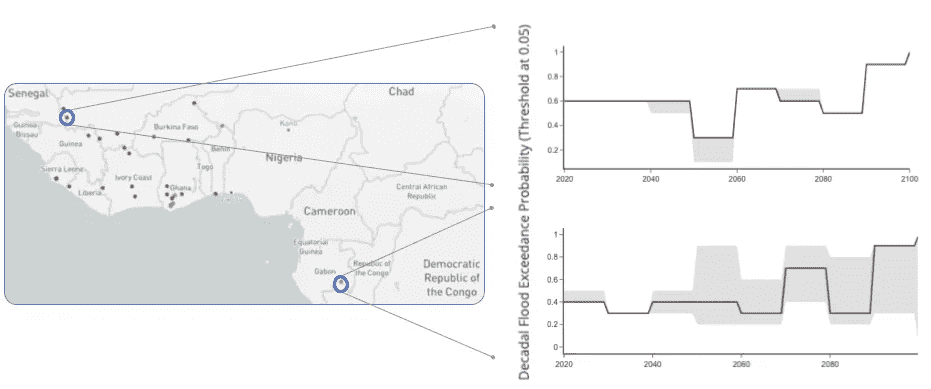 Senegal
Chad
Kano
Guinea
Bissau
Burkina Faso
Guinea
Benin
Nigeria
Togo
Sierra Leone
Ivory Coast
Ghana
Liberia
Central African
Republic
Cameroon
Equatorial
Guinea
Gabon
Republic of
the Congo
Democratic
Republic of
the Congo
Decadal Flood Exceedance Probability (Threshold at 0.05)
1
0.8
0.6
0.4
0.2
2020
2040
2060
2080
2100
1
0.8
0.6
0.4
0.2
0
2020
2040
2060
2080